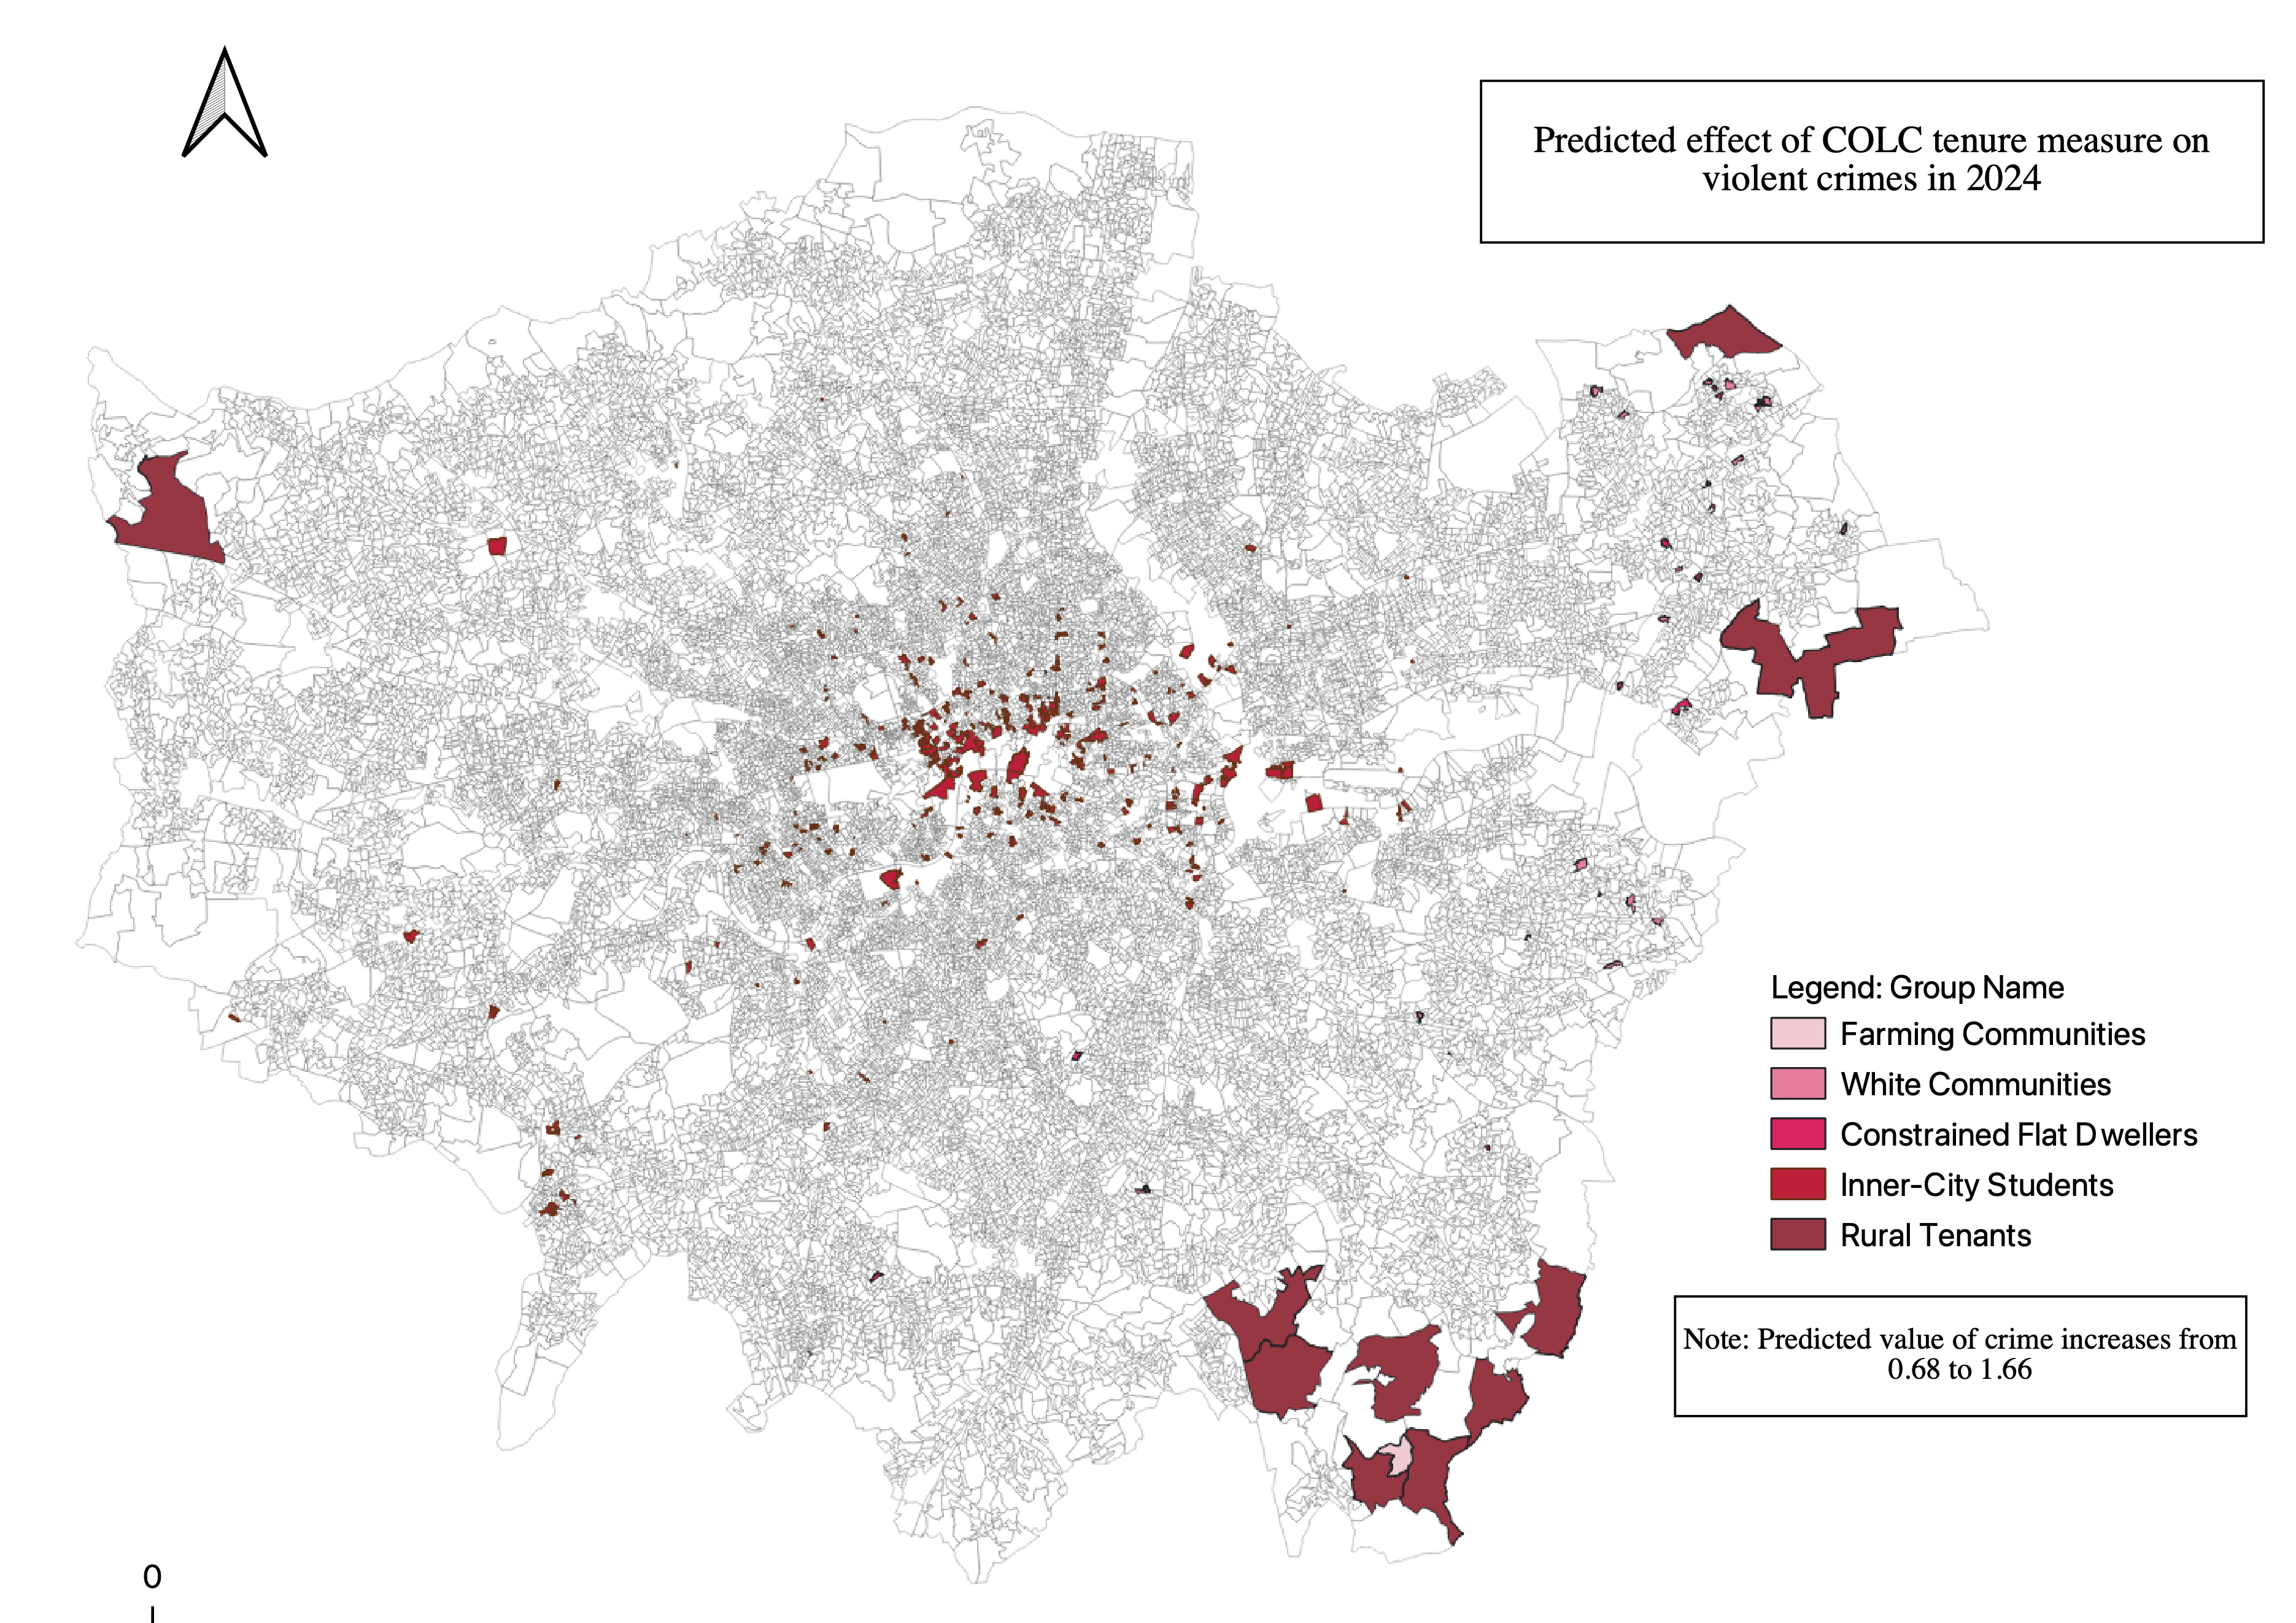 Predicted effect of COLC tenure measure on
violent crimes in 2024
Legend: Group Name
Farming Communities
White Communities
Constrained Flat Dwellers
Inner-City Students
Rural Tenants
Note: Predicted value of crime increases from
0.68 to 1.66
0